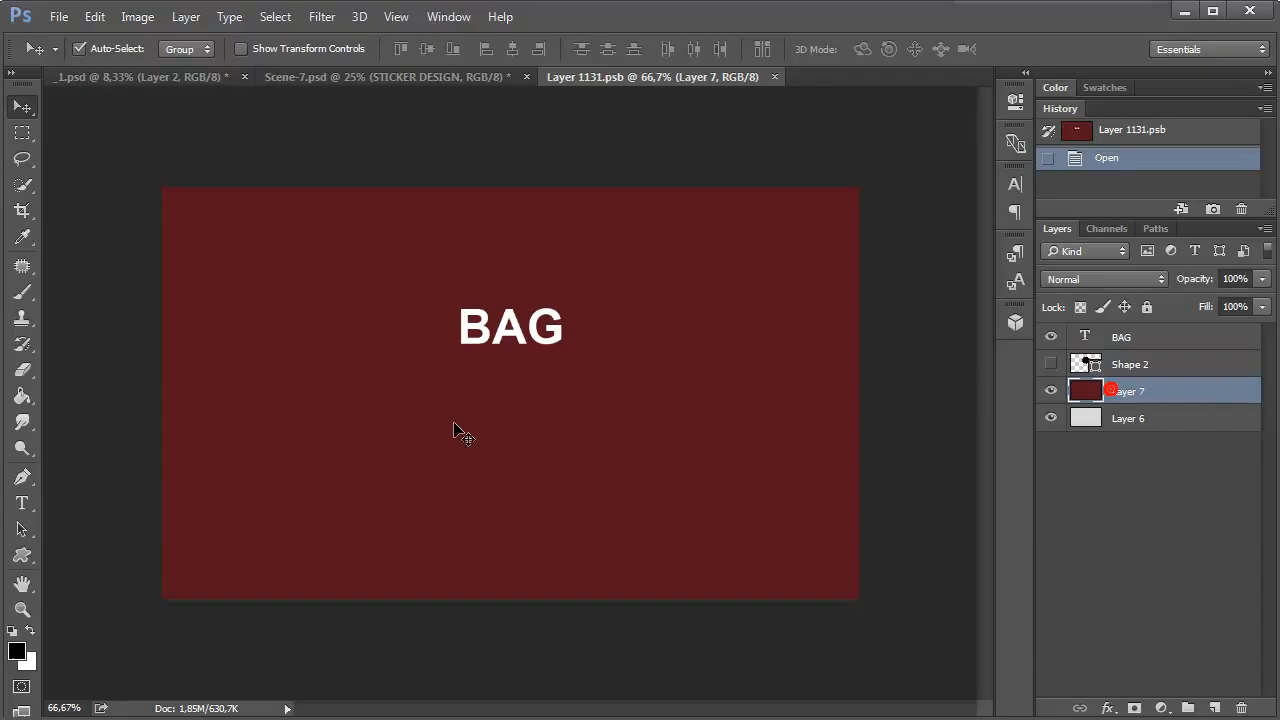 Ps File Edit Image Layer Type Select Filter 3D View Window Help
Auto-Select: Group Show Transform Controls 3D Mode: Essentials
_1.psd @ 8,33% (Layer 2, RGB/8) * Scene-7.psd @ 25% (STICKER DESIGN, RGB/8) * Layer 1131.psb @ 66,7% (Layer 7, RGB/8)
Color Swatches
History
Layer 1131.psb
Open
Layers Channels Paths
Kind
Normal Opacity: 100%
Lock: Fill: 100%
BAG
BAG
Shape 2
Layer 7
Layer 6
66,67% Doc: 1,85M/630,7K